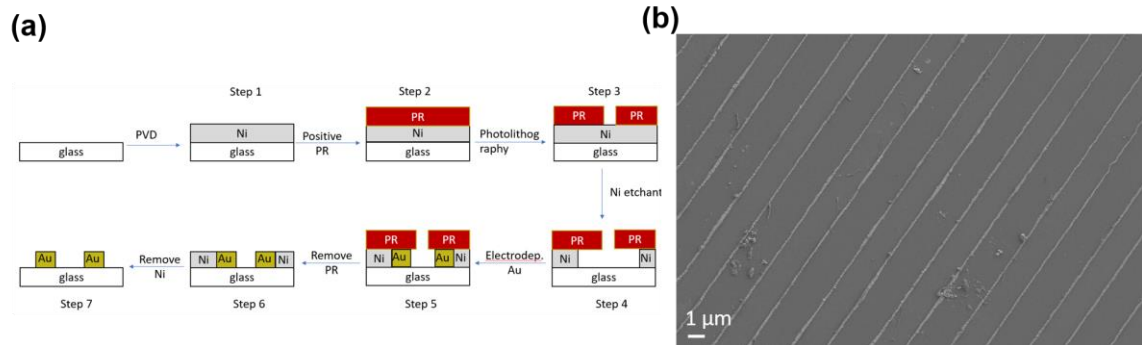 (a)
(b)
Step 1
Step 2
Step 3
PVD
Ni
glass
glass
Positive
PR
PR
Ni
glass
Photolithog
raphy
PR
PR
Ni
glass
Ni etchant
Au
Au
glass
Remove
Ni
Ni
Au
Au
Ni
glass
Remove
PR
PR
PR
Ni
Au
Au
Ni
glass
Electrodep.
Au
PR
PR
Ni
Ni
glass
Step 7
Step 6
Step 5
Step 4
1 μm